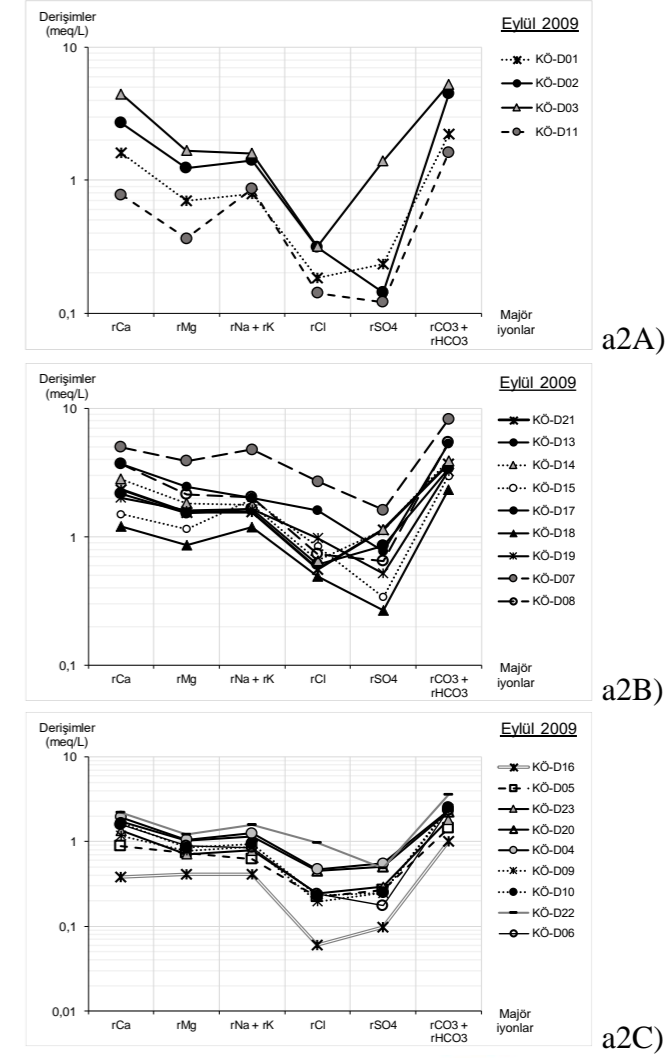 Derişimler
(meq/L)
Eylül 2009
10
1
0,1
KÖ-D01
KÖ-D02
KÖ-D03
KÖ-D11
rCa
rMg
rNa + rK
rCl
rSO4
rCO3 +
rHCO3
Majör
iyonlar
a2A)
Derişimler
(meq/L)
Eylül 2009
10
1
0,1
KÖ-D21
KÖ-D13
KÖ-D14
KÖ-D15
KÖ-D17
KÖ-D18
KÖ-D19
KÖ-D07
KÖ-D08
rCa
rMg
rNa + rK
rCl
rSO4
rCO3 +
rHCO3
Majör
iyonlar
a2B)
Derişimler
(meq/L)
Eylül 2009
10
1
0,1
0,01
KÖ-D16
KÖ-D05
KÖ-D23
KÖ-D20
KÖ-D04
KÖ-D09
KÖ-D10
KÖ-D22
KÖ-D06
rCa
rMg
rNa + rK
rCl
rSO4
rCO3 +
rHCO3
Majör
iyonlar
a2C)